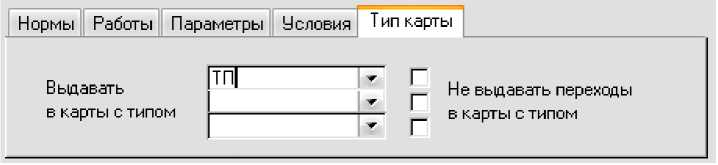 Нормы Работы Параметры Условия Тип карты
ТП
Выдавать
в карты с типом
Не выдавать переходы
в карты с типом